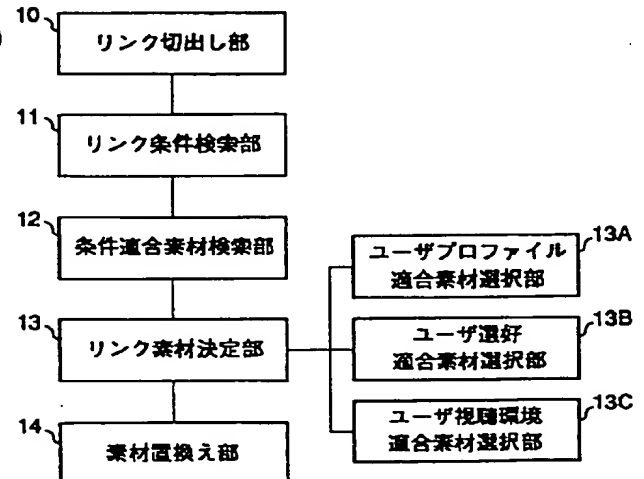 10
リンク切出し部
11
リンク条件検索部
12
条件適合素材検索部
13
リンク素材決定部
14
素材置換え部
13A
ユーザプロファイル
適合素材選択部
13B
ユーザ選好
適合素材選択部
13C
ユーザ視聴環境
適合素材選択部